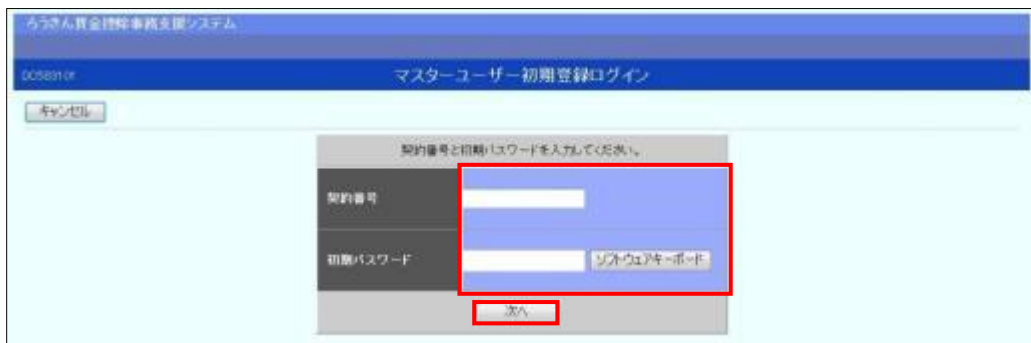 ろうきん賃金控除事務支援システム
マスターユーザー初期登録ログイン
キャンセル
契約番号と初期パスワードを入力してください。
契約番号
初期パスワード
ソフトウェアキーボード
次へ